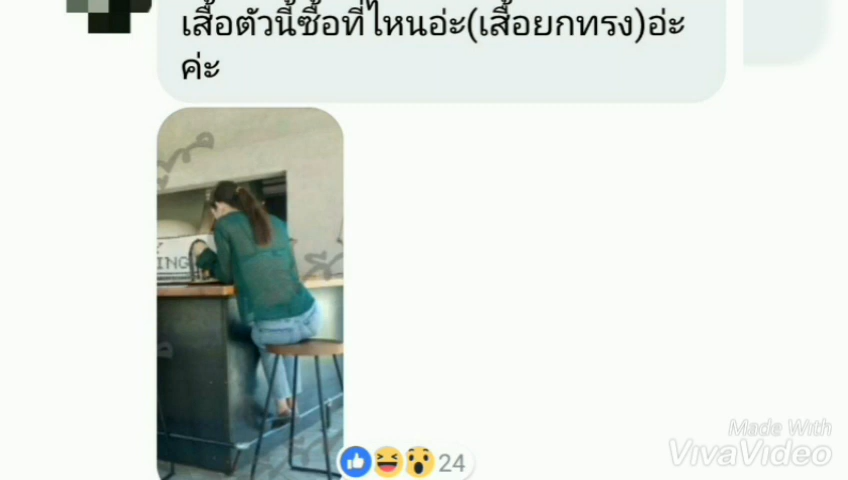 เสื้อตัวนี้ซื้อที่ไหนอ่ะ(เสื้อยกทรง)อ่ะ
ค่ะ
ING
24
Made With
VivaVideo